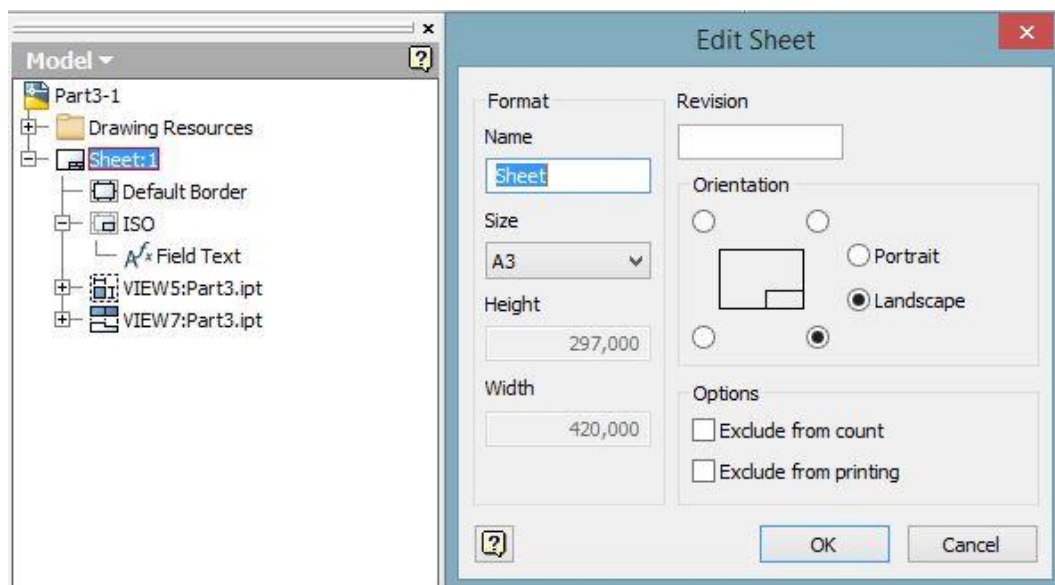 Model
Part3-1
Drawing Resources
Sheet:1
Default Border
ISO
Field Text
VIEW5:Part3.ipt
VIEW7:Part3.ipt
Edit Sheet
Format
Name
Sheet
Size
A3
Height
297,000
Width
420,000
Revision
Orientation
Portrait
Landscape
Options
Exclude from count
Exclude from printing
OK
Cancel